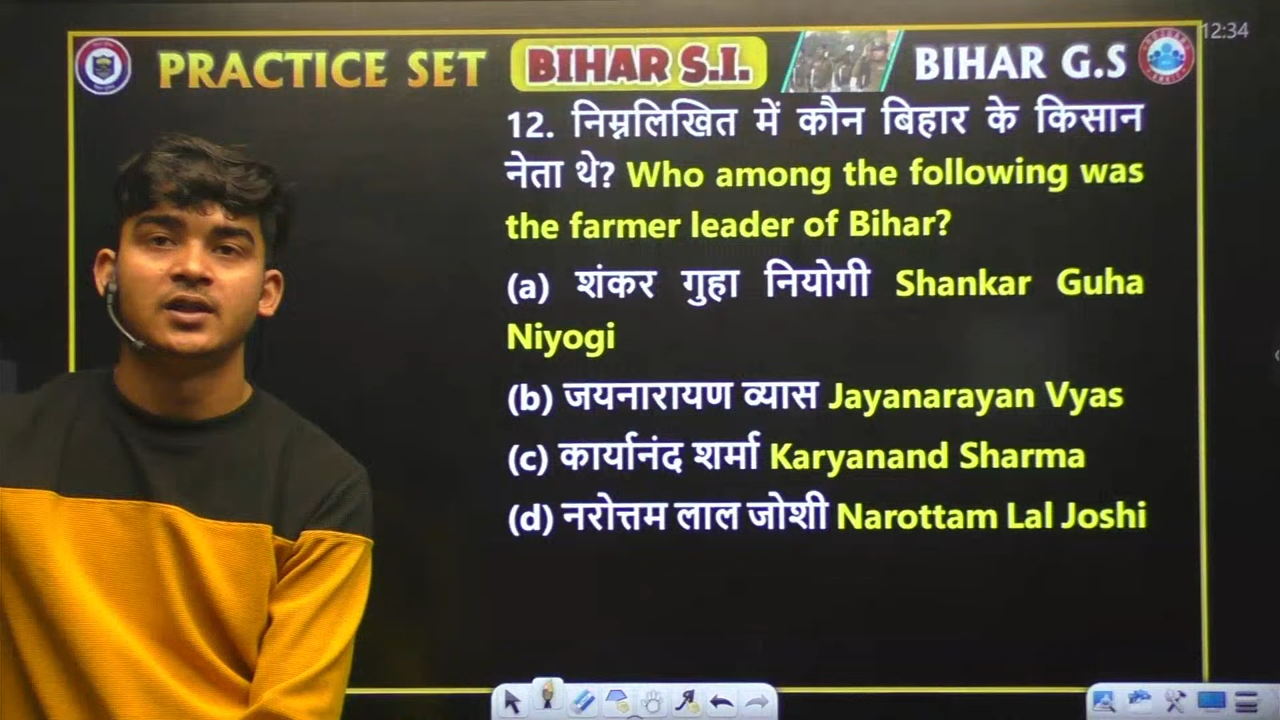 12:34
PRACTICE SET BIHAR S.I. BIHAR G.S
12. निम्नलिखित में कौन बिहार के किसान
नेता थे? Who among the following was
the farmer leader of Bihar?
(a) शंकर गुहा नियोगी Shankar Guha
Niyogi
(b) जयनारायण व्यास Jayanarayan Vyas
(c) कार्यानंद शर्मा Karyanand Sharma
(d) नरोत्तम लाल जोशी Narottam Lal Joshi